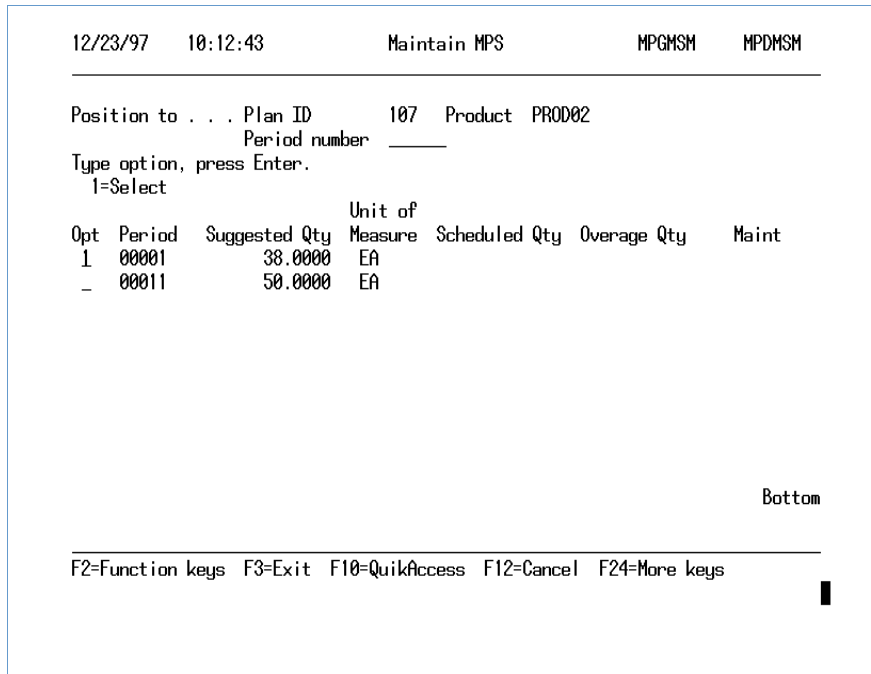 12/23/97 10:12:43 Maintain MPS MPGMSM MPDMSM
Position to . . . Plan ID 107 Product PROD02
Period number ______
Type option, press Enter.
1=Select
Unit of
Opt Period Suggested Qty Measure Scheduled Qty Overage Qty Maint
1 00001 38.0000 EA
_ 00011 50.0000 EA
Bottom
F2=Function keys F3=Exit F10=QuikAccess F12=Cancel F24=More keys